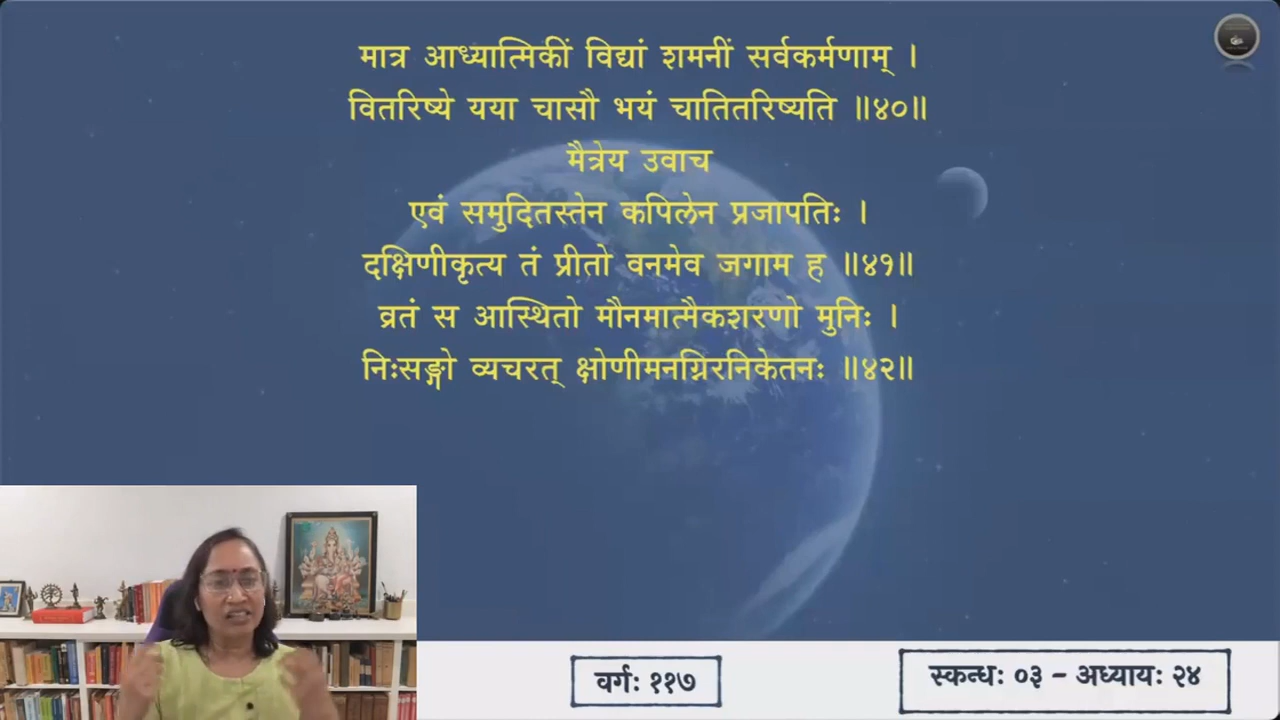 मात्र आध्यात्मिकीं विद्यां शमनीं सर्वकर्मणाम् ।
वितरिष्ये यया चासौ भयं चातितरिष्यति ॥४०॥
मैत्रेय उवाच
एवं समुदितस्तेन कपिलेन प्रजापतिः ।
दक्षिणीकृत्य तं प्रीतो वनमेव जगाम ह ॥४१॥
व्रतं स आस्थितो मौनमात्मैकशरणो मुनिः ।
निःसङ्गो व्यचरत् क्षोणीमनग्निरनिकेतनः ॥४२॥
वर्गः ११७
स्कन्धः ०३ - अध्यायः २४